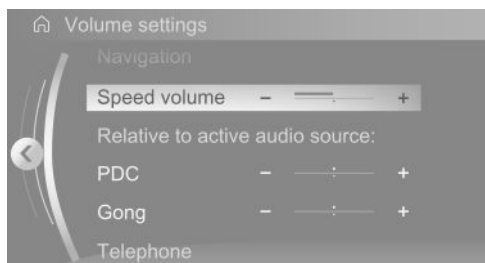 Volume settings
Navigation
Speed volume - +
Relative to active audio source:
PDC - +
Gong - +
Telephone